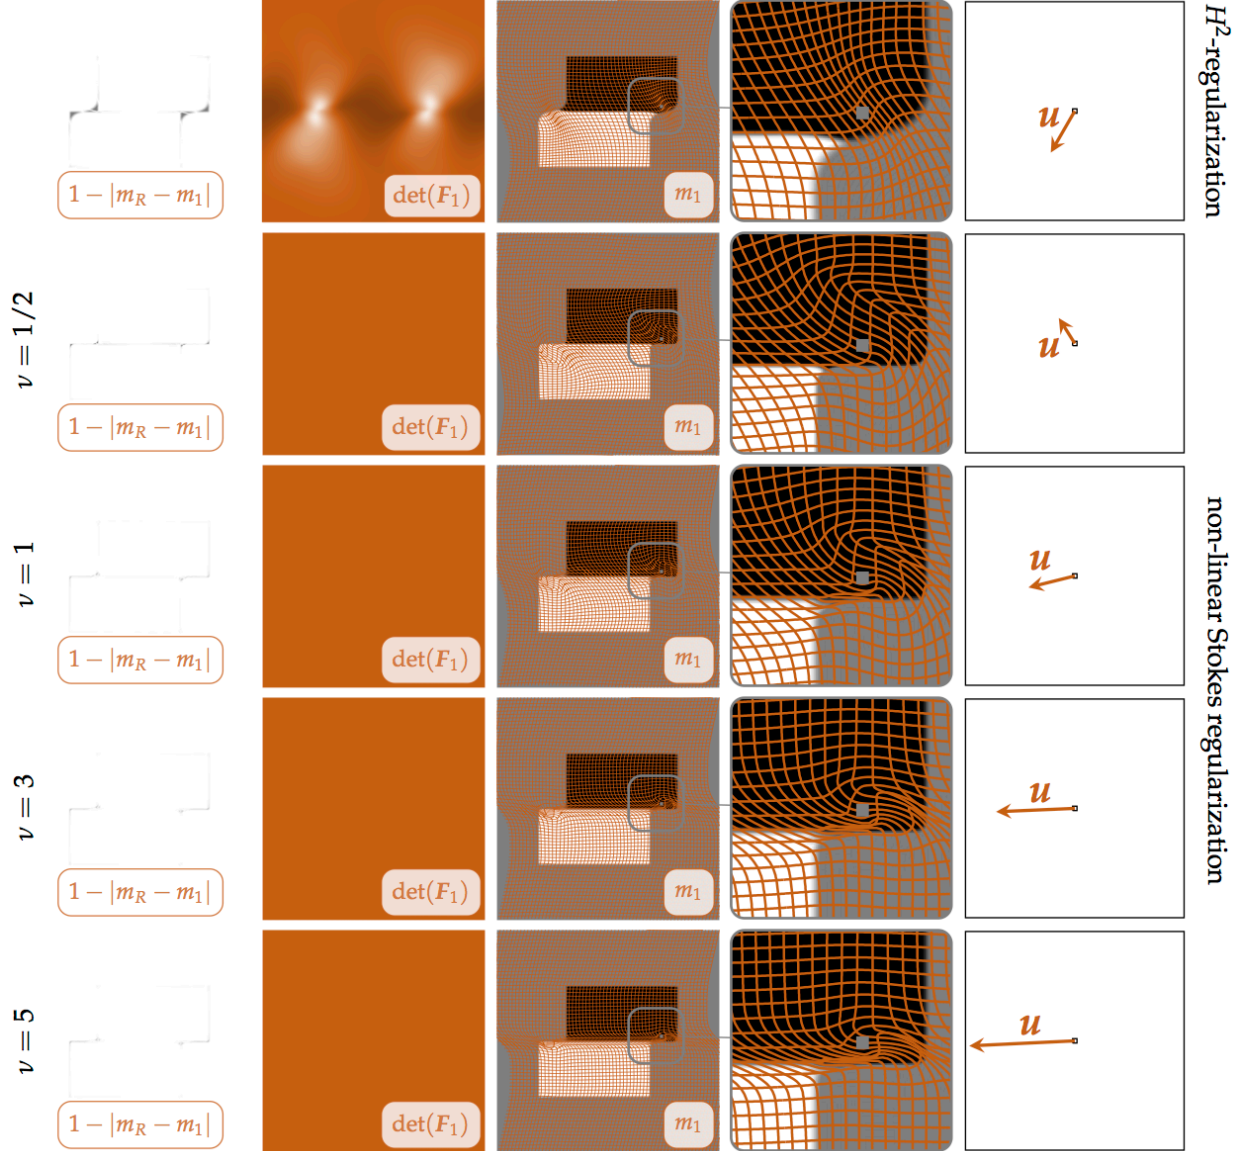 H²-regularization
1 − |m_R − m_1|
det(F_1)
m_1
u
ν = 1/2
1 − |m_R − m_1|
det(F_1)
m_1
u
ν = 1
1 − |m_R − m_1|
det(F_1)
m_1
u
non-linear Stokes regularization
ν = 3
1 − |m_R − m_1|
det(F_1)
m_1
u
ν = 5
1 − |m_R − m_1|
det(F_1)
m_1
u